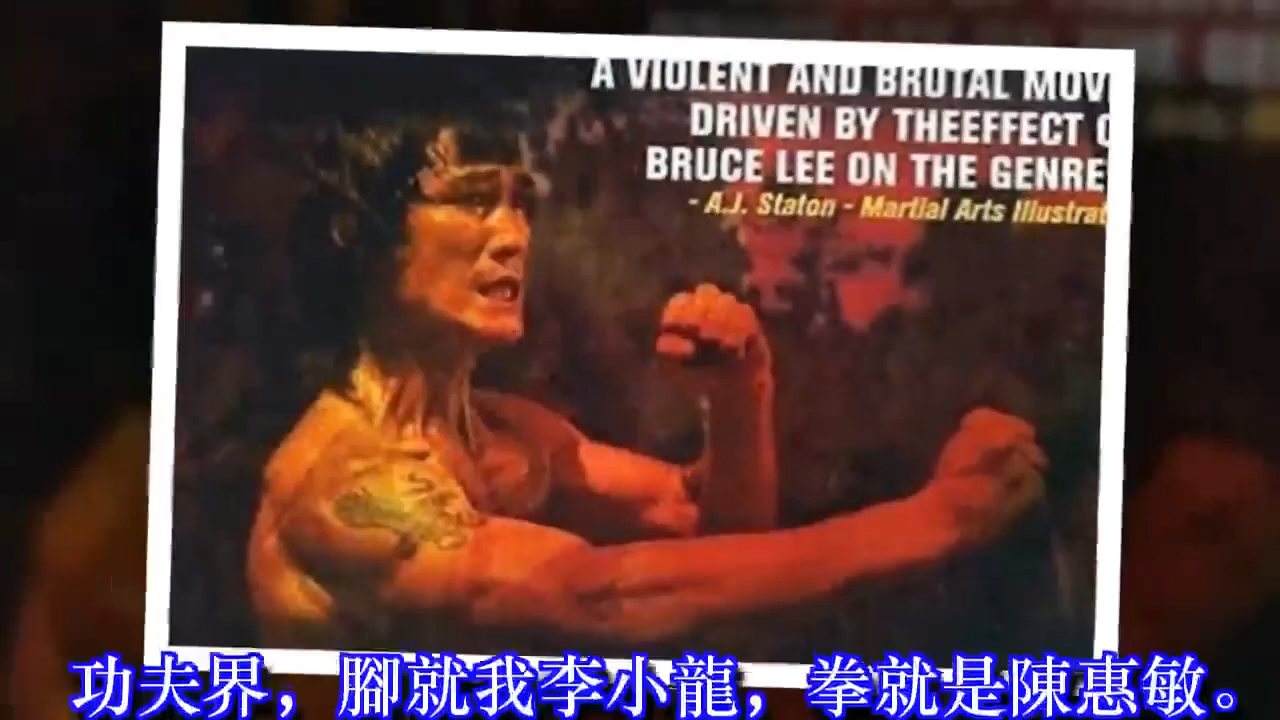 A VIOLENT AND BRUTAL MOVI
DRIVEN BY THEEFFECT O
BRUCE LEE ON THE GENRE
- A.J. Staton - Martial Arts Illustrat
功夫界，腳就我李小龍，拳就是陳惠敏。